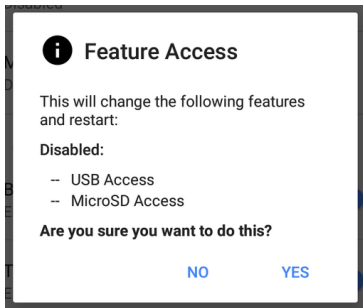 Disabled
Feature Access
This will change the following features
and restart:
Disabled:
-- USB Access
-- MicroSD Access
Are you sure you want to do this?
NO YES